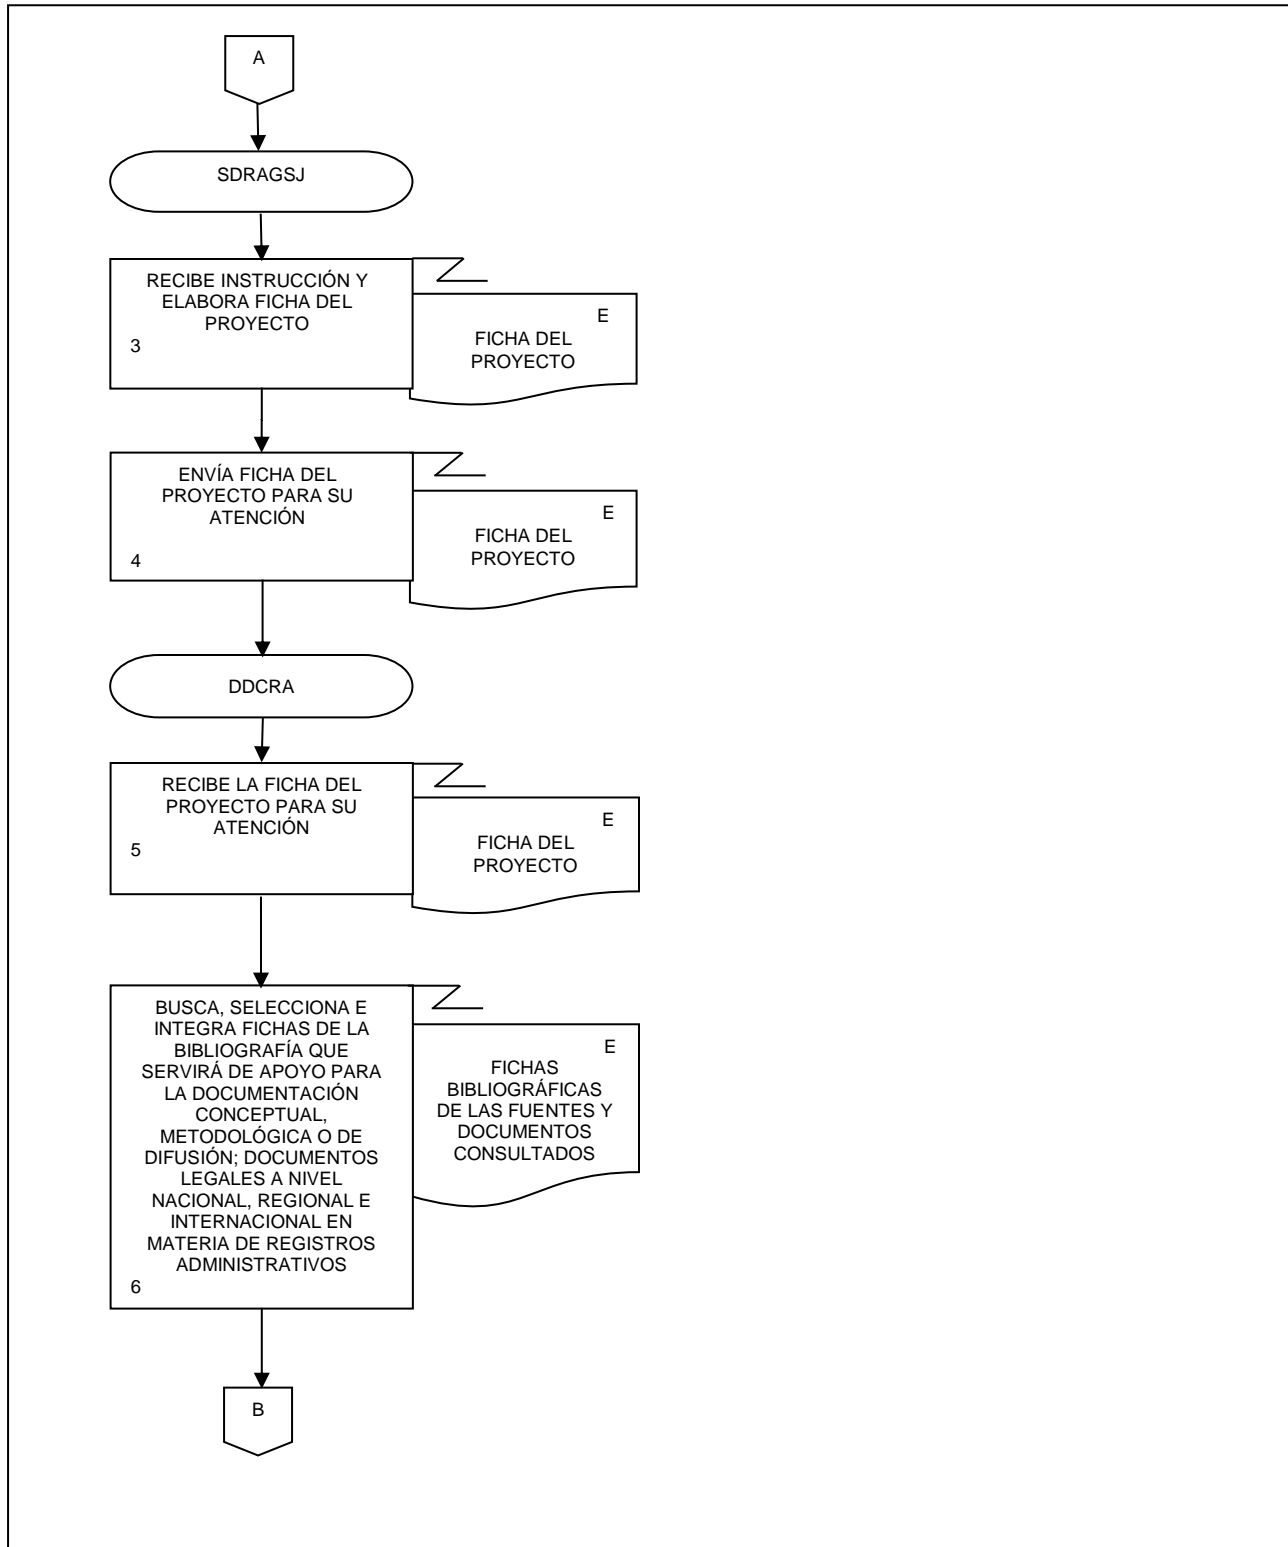 A
SDRAGSJ
RECIBE INSTRUCCIÓN Y
ELABORA FICHA DEL
PROYECTO
3
E
FICHA DEL
PROYECTO
ENVÍA FICHA DEL
PROYECTO PARA SU
ATENCIÓN
4
E
FICHA DEL
PROYECTO
DDCRA
RECIBE LA FICHA DEL
PROYECTO PARA SU
ATENCIÓN
5
E
FICHA DEL
PROYECTO
BUSCA, SELECCIONA E
INTEGRA FICHAS DE LA
BIBLIOGRAFÍA QUE
SERVIRÁ DE APOYO PARA
LA DOCUMENTACIÓN
CONCEPTUAL,
METODOLÓGICA O DE
DIFUSIÓN; DOCUMENTOS
LEGALES A NIVEL
NACIONAL, REGIONAL E
INTERNACIONAL EN
MATERIA DE REGISTROS
ADMINISTRATIVOS
6
E
FICHAS
BIBLIOGRÁFICAS
DE LAS FUENTES Y
DOCUMENTOS
CONSULTADOS
B